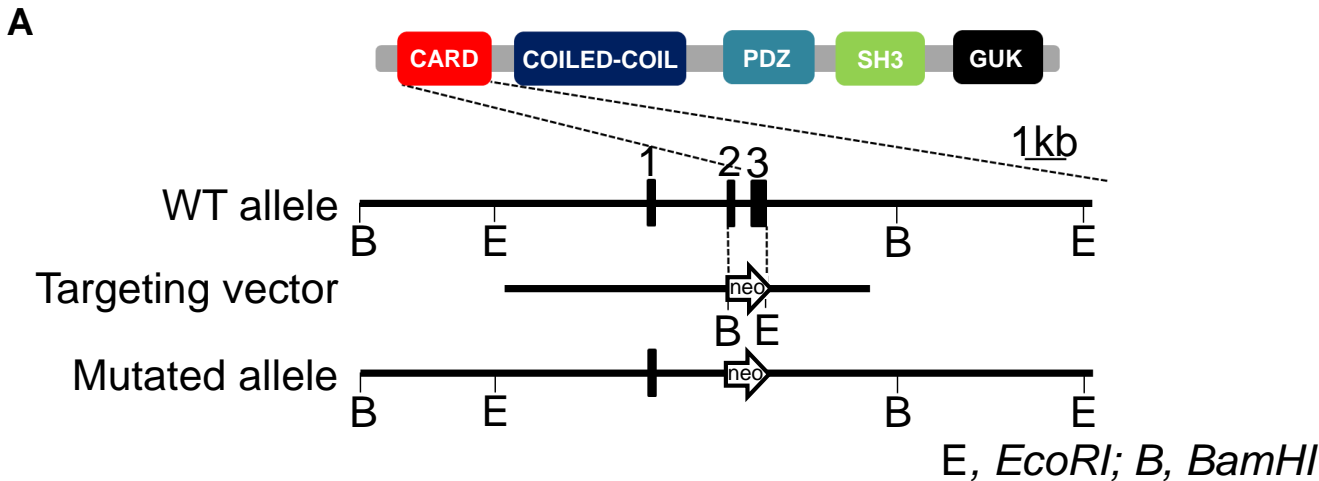 A
CARD COILED-COIL PDZ SH3 GUK
1kb
1 2 3
WT allele
B E B E
Targeting vector
neo
B E
Mutated allele
neo
B E B E
E, EcoRI; B, BamHI